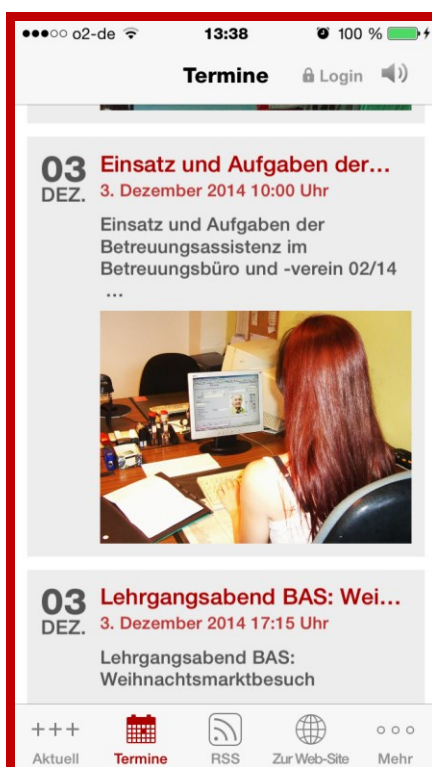 ●●●○○ o2-de 13:38 100 %
Termine Login
03 DEZ.
Einsatz und Aufgaben der...
3. Dezember 2014 10:00 Uhr
Einsatz und Aufgaben der
Betreuungsassistenz im
Betreuungsbüro und -verein 02/14
...
03 DEZ.
Lehrgangsabend BAS: Wei...
3. Dezember 2014 17:15 Uhr
Lehrgangsabend BAS:
Weihnachtsmarktbesuch
+++ 
Aktuell Termine RSS Zur Web-Site Mehr